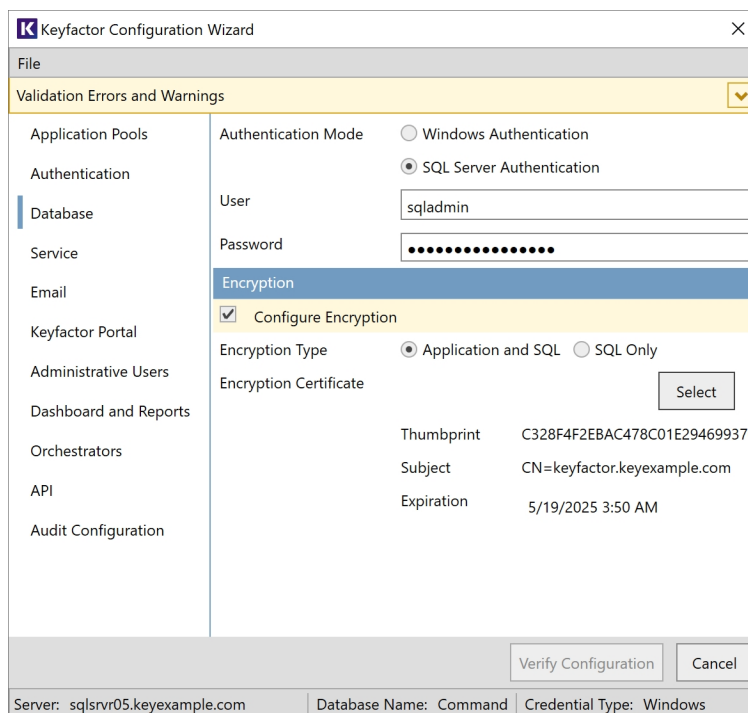 K Keyfactor Configuration Wizard
File
Validation Errors and Warnings
Application Pools
Authentication
Database
Service
Email
Keyfactor Portal
Administrative Users
Dashboard and Reports
Orchestrators
API
Audit Configuration
Authentication Mode Windows Authentication
SQL Server Authentication
User sqladmin
Password ●●●●●●●●●●●●●●●●
Encryption
Configure Encryption
Encryption Type Application and SQL SQL Only
Encryption Certificate Select
Thumbprint C328F4F2EBAC478C01E29469937
Subject CN=keyfactor.keyexample.com
Expiration 5/19/2025 3:50 AM
Verify Configuration Cancel
Server: sqlsrvr05.keyexample.com Database Name: Command Credential Type: Windows